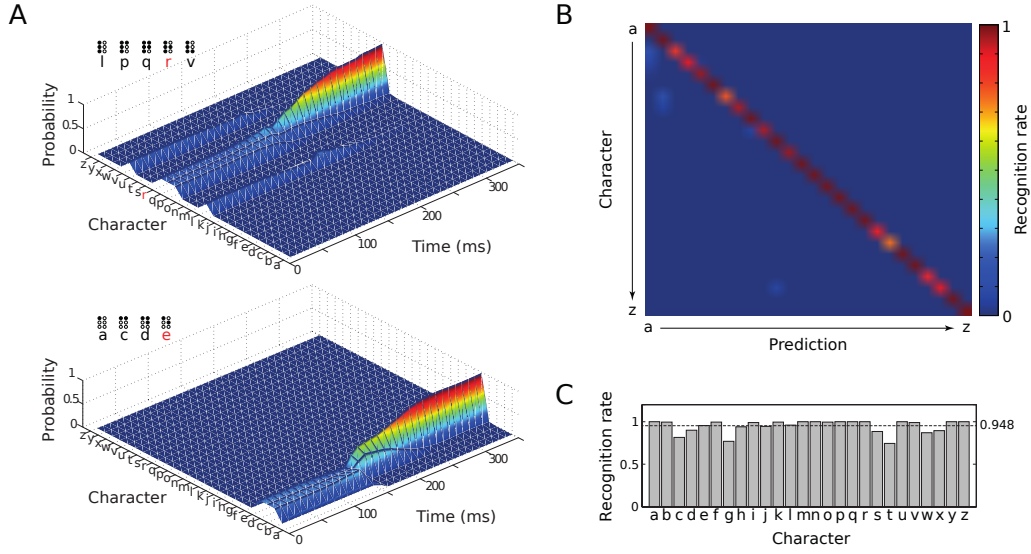 A
l p q r v
1
0.5
0
Probability
z y x w v u t s r q p o n m l k j i h g f e d c b a
Character
0 100 200 300
Time (ms)
a c d e
1
0.5
0
Probability
z y x w v u t s r q p o n m l k j i h g f e d c b a
Character
0 100 200 300
Time (ms)
B
a
Character
z
a z
Prediction
1
0
Recognition rate
C
Recognition rate
1
0.5
0
0.948
a b c d e f g h i j k l m n o p q r s t u v w x y z
Character